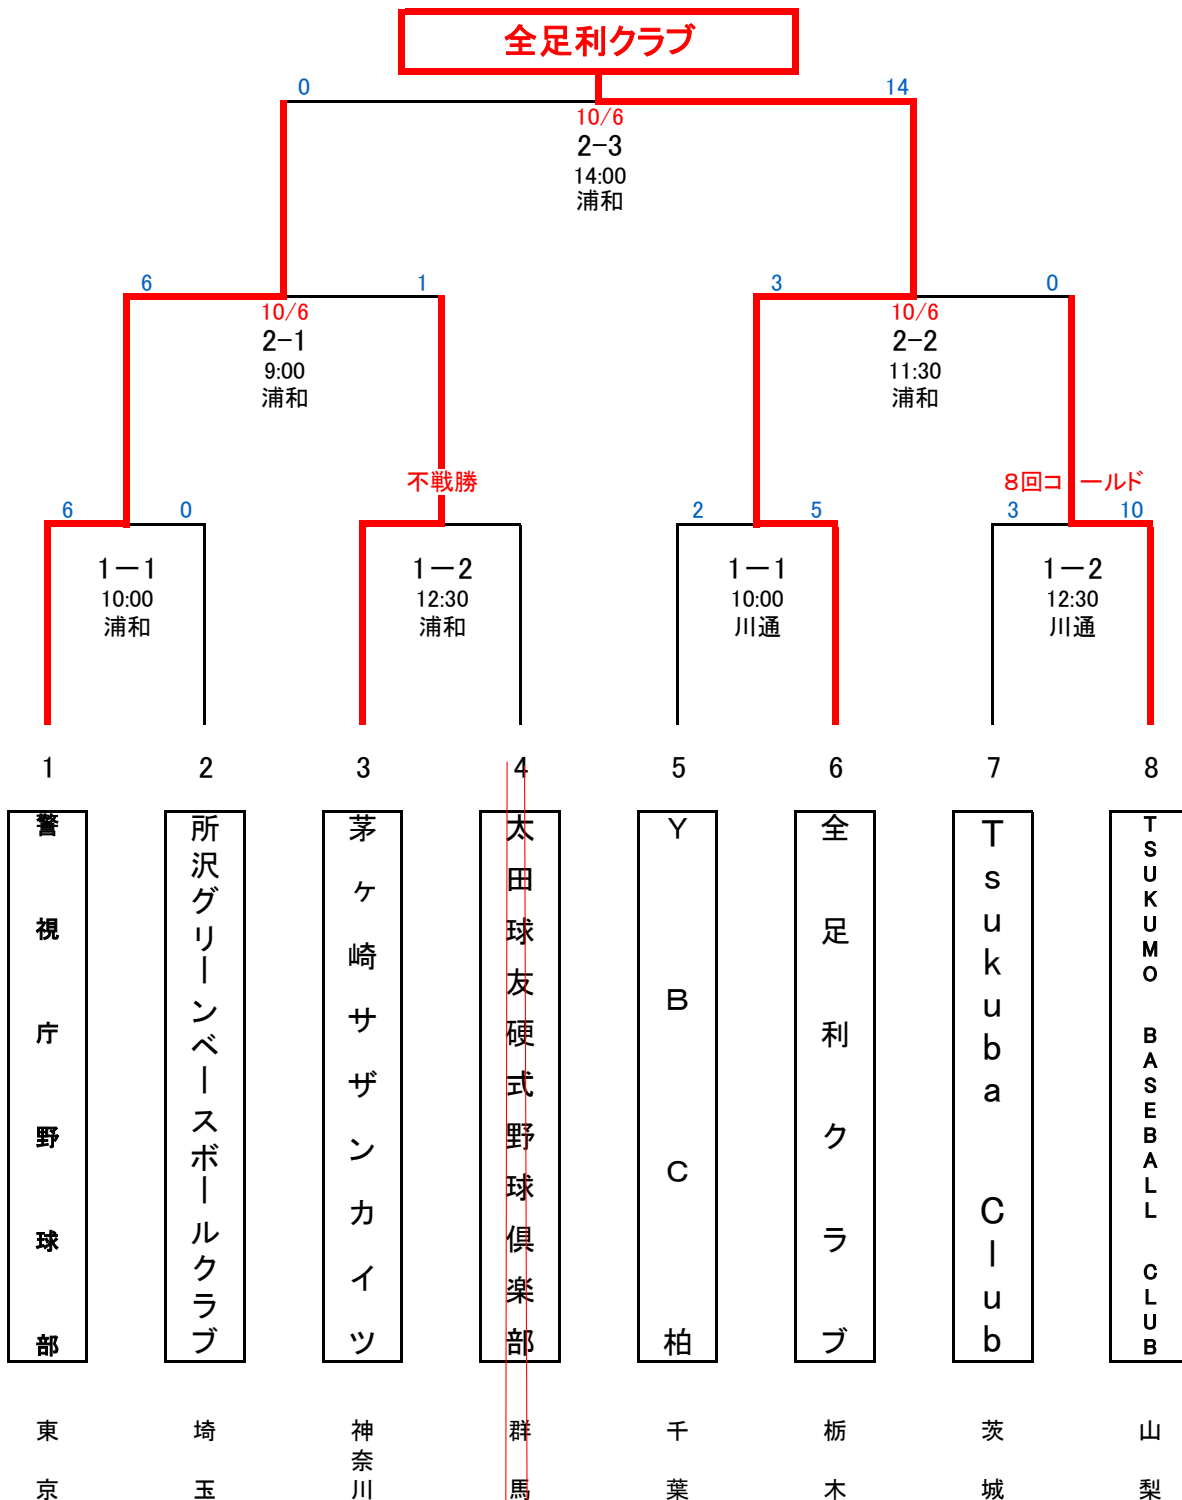 全足利クラブ
0
14
10/6
2-3
14:00
浦和
6
1
3
0
10/6
2-1
9:00
浦和
10/6
2-2
11:30
浦和
不戦勝
8回コールド
6
0
2
5
3
10
1ー1
10:00
浦和
1ー2
12:30
浦和
1ー1
10:00
川通
1ー2
12:30
川通
1
2
3
4
5
6
7
8
警視庁野球部
所沢グリーンベースボールクラブ
茅ヶ崎サザンカイツ
太田球友硬式野球倶楽部
YBC柏
全足利クラブ
Tsukuba Club
TSUKUMO BASEBALL CLUB
東京
埼玉
神奈川
群馬
千葉
栃木
茨城
山梨